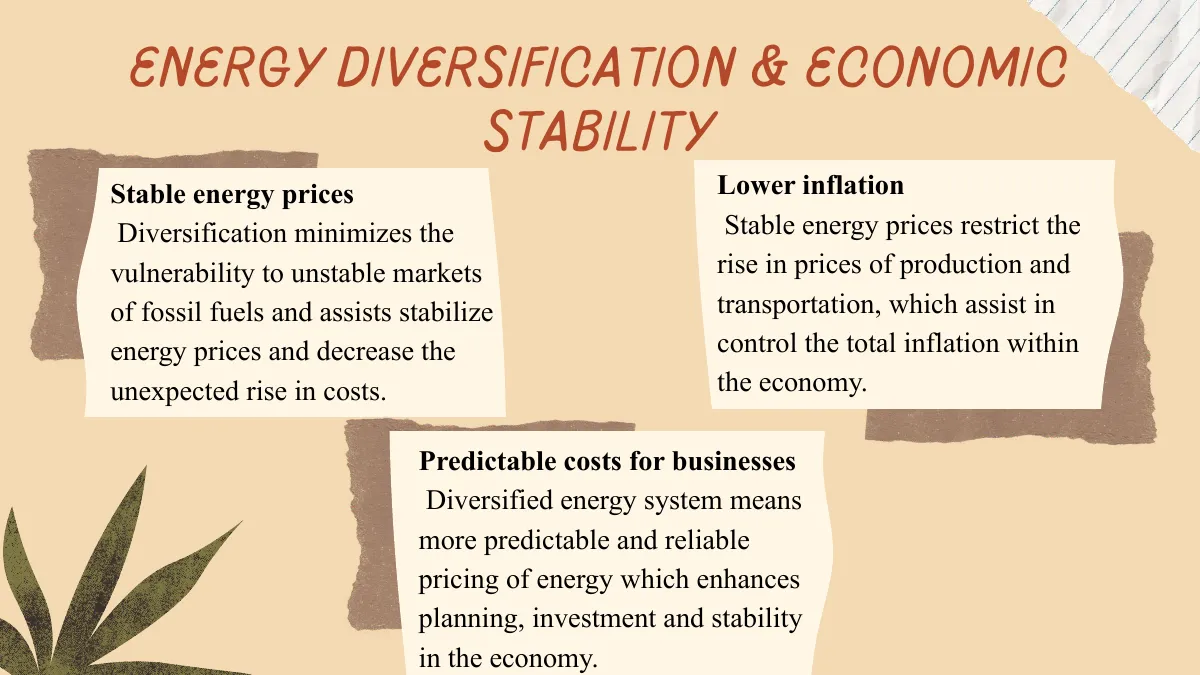 ENERGY DIVERSIFICATION & ECONOMIC
STABILITY
Stable energy prices
Diversification minimizes the
vulnerability to unstable markets
of fossil fuels and assists stabilize
energy prices and decrease the
unexpected rise in costs.
Lower inflation
Stable energy prices restrict the
rise in prices of production and
transportation, which assist in
control the total inflation within
the economy.
Predictable costs for businesses
Diversified energy system means
more predictable and reliable
pricing of energy which enhances
planning, investment and stability
in the economy.